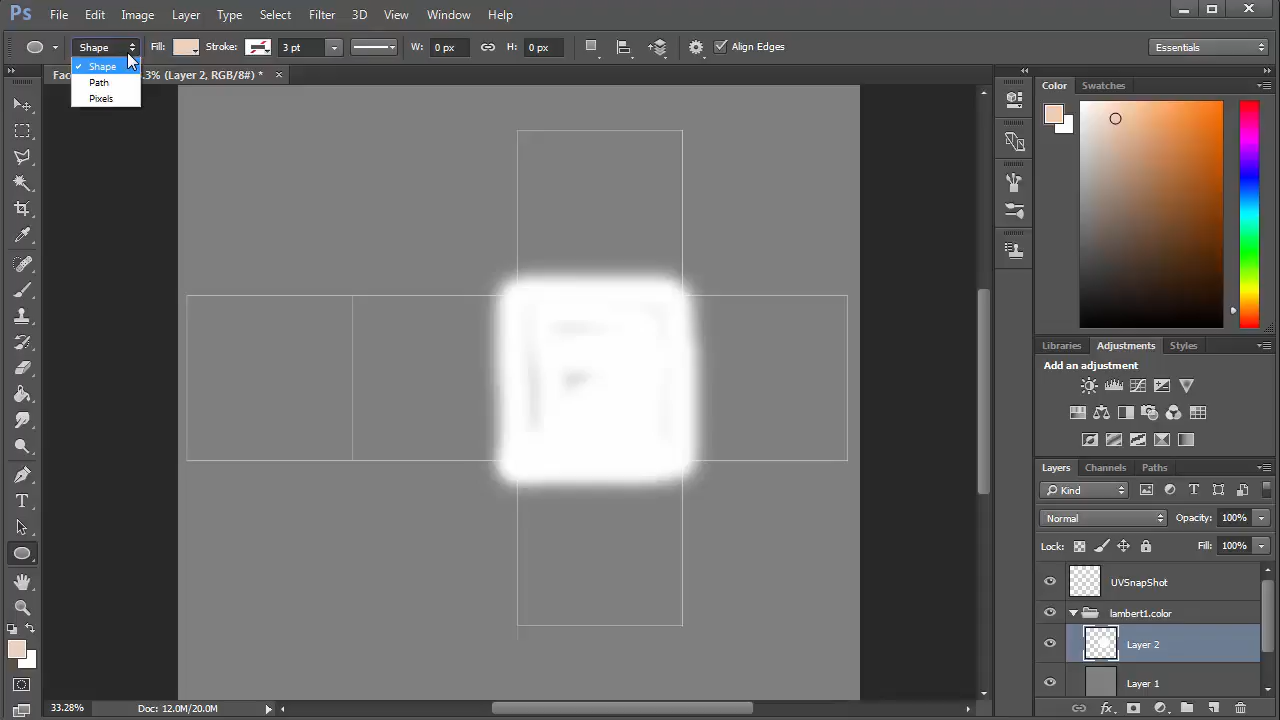 Ps File Edit Image Layer Type Select Filter 3D View Window Help
Shape Fill: Stroke: 3 pt W: 0 px H: 0 px Align Edges Essentials
Shape
Path
Pixels
Fac .3% (Layer 2, RGB/8#) *
Color Swatches
Libraries Adjustments Styles
Add an adjustment
Layers Channels Paths
Kind
Normal Opacity: 100%
Lock: Fill: 100%
UVSnapShot
lambert1.color
Layer 2
Layer 1
33.28% Doc: 12.0M/20.0M